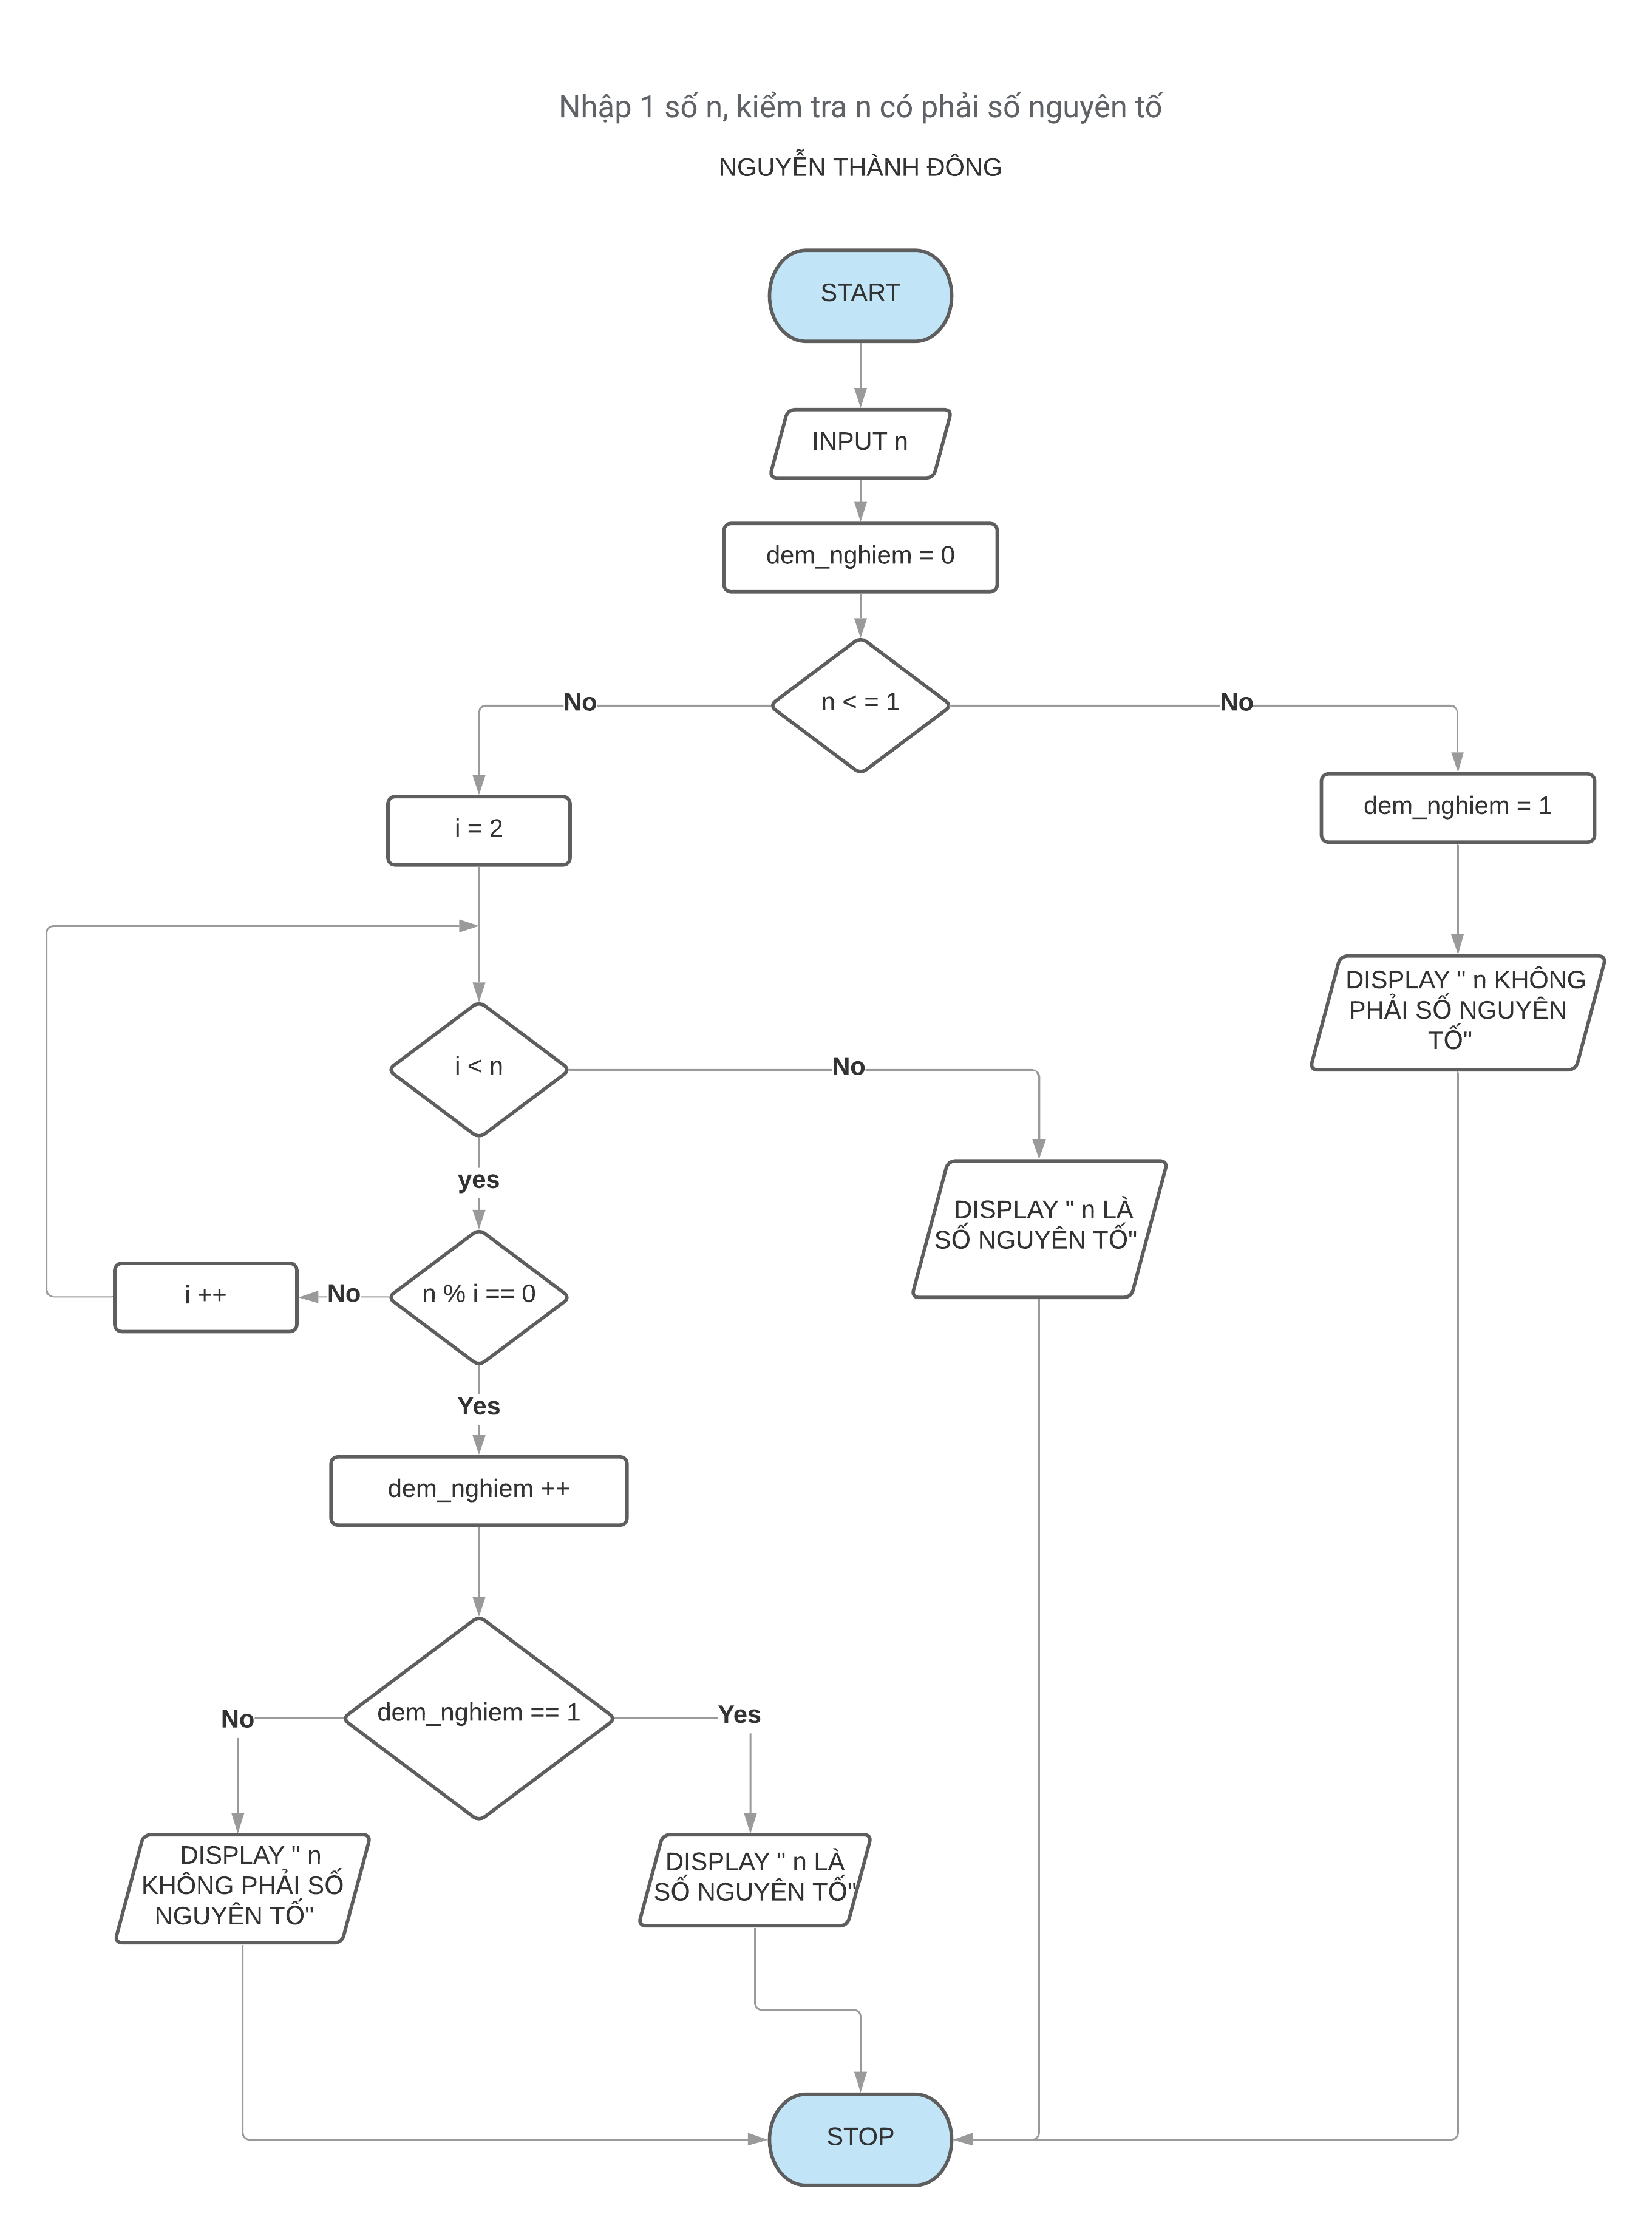 Nhập 1 số n, kiểm tra n có phải số nguyên tố
NGUYỄN THÀNH ĐÔNG
START
INPUT n
dem_nghiem = 0
n < = 1
No
No
i = 2
dem_nghiem = 1
DISPLAY " n KHÔNG
PHẢI SỐ NGUYÊN
TỐ"
i < n
No
yes
DISPLAY " n LÀ
SỐ NGUYÊN TỐ"
i ++
No
n % i == 0
Yes
dem_nghiem ++
dem_nghiem == 1
No
Yes
DISPLAY " n
KHÔNG PHẢI SỐ
NGUYÊN TỐ"
DISPLAY " n LÀ
SỐ NGUYÊN TỐ"
STOP